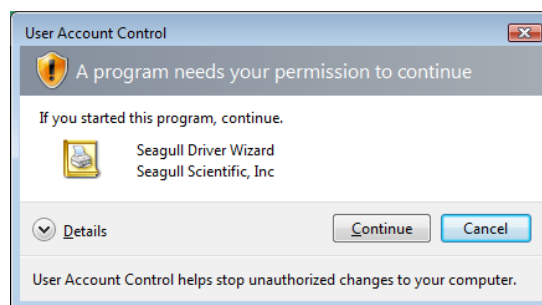 User Account Control
A program needs your permission to continue
If you started this program, continue.
Seagull Driver Wizard
Seagull Scientific, Inc
Details
Continue
Cancel
User Account Control helps stop unauthorized changes to your computer.